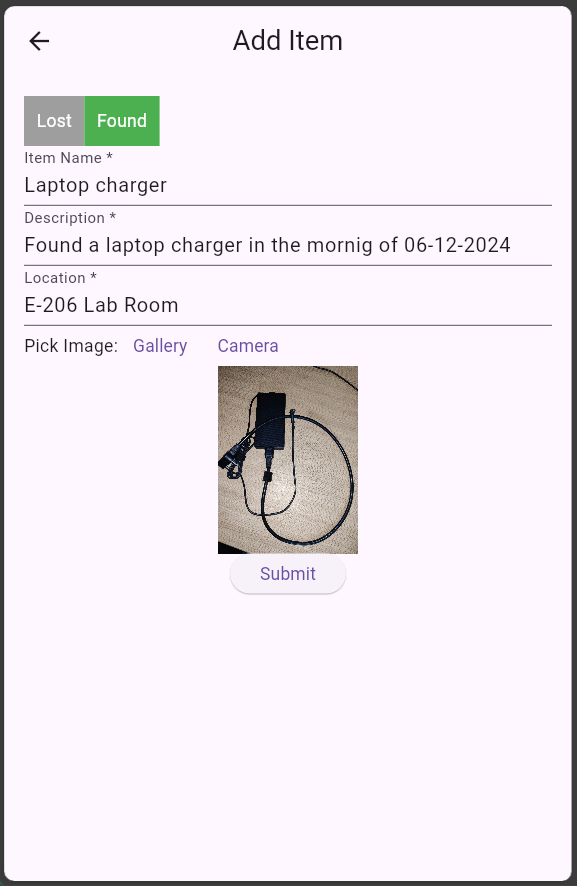 Add Item
Lost Found
Item Name *
Laptop charger
Description *
Found a laptop charger in the mornig of 06-12-2024
Location *
E-206 Lab Room
Pick Image: Gallery Camera
Submit